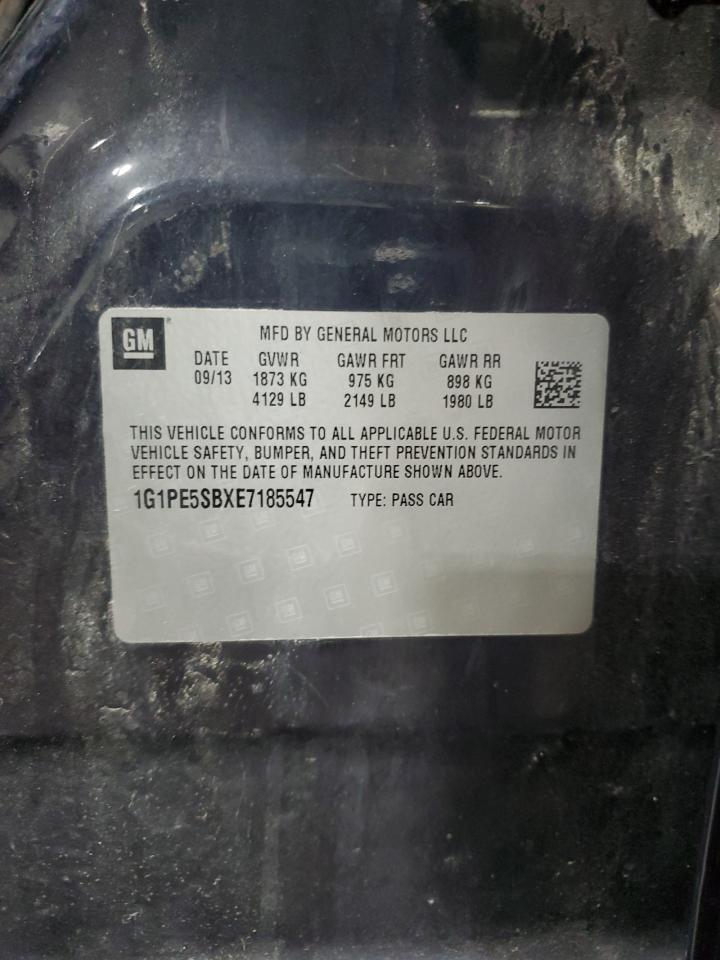 GM®
MFD BY GENERAL MOTORS LLC
DATE GVWR GAWR FRT GAWR RR
09/13 1873 KG 975 KG 898 KG
4129 LB 2149 LB 1980 LB
THIS VEHICLE CONFORMS TO ALL APPLICABLE U.S. FEDERAL MOTOR
VEHICLE SAFETY, BUMPER, AND THEFT PREVENTION STANDARDS IN
EFFECT ON THE DATE OF MANUFACTURE SHOWN ABOVE.
1G1PE5SBXE7185547 TYPE: PASS CAR